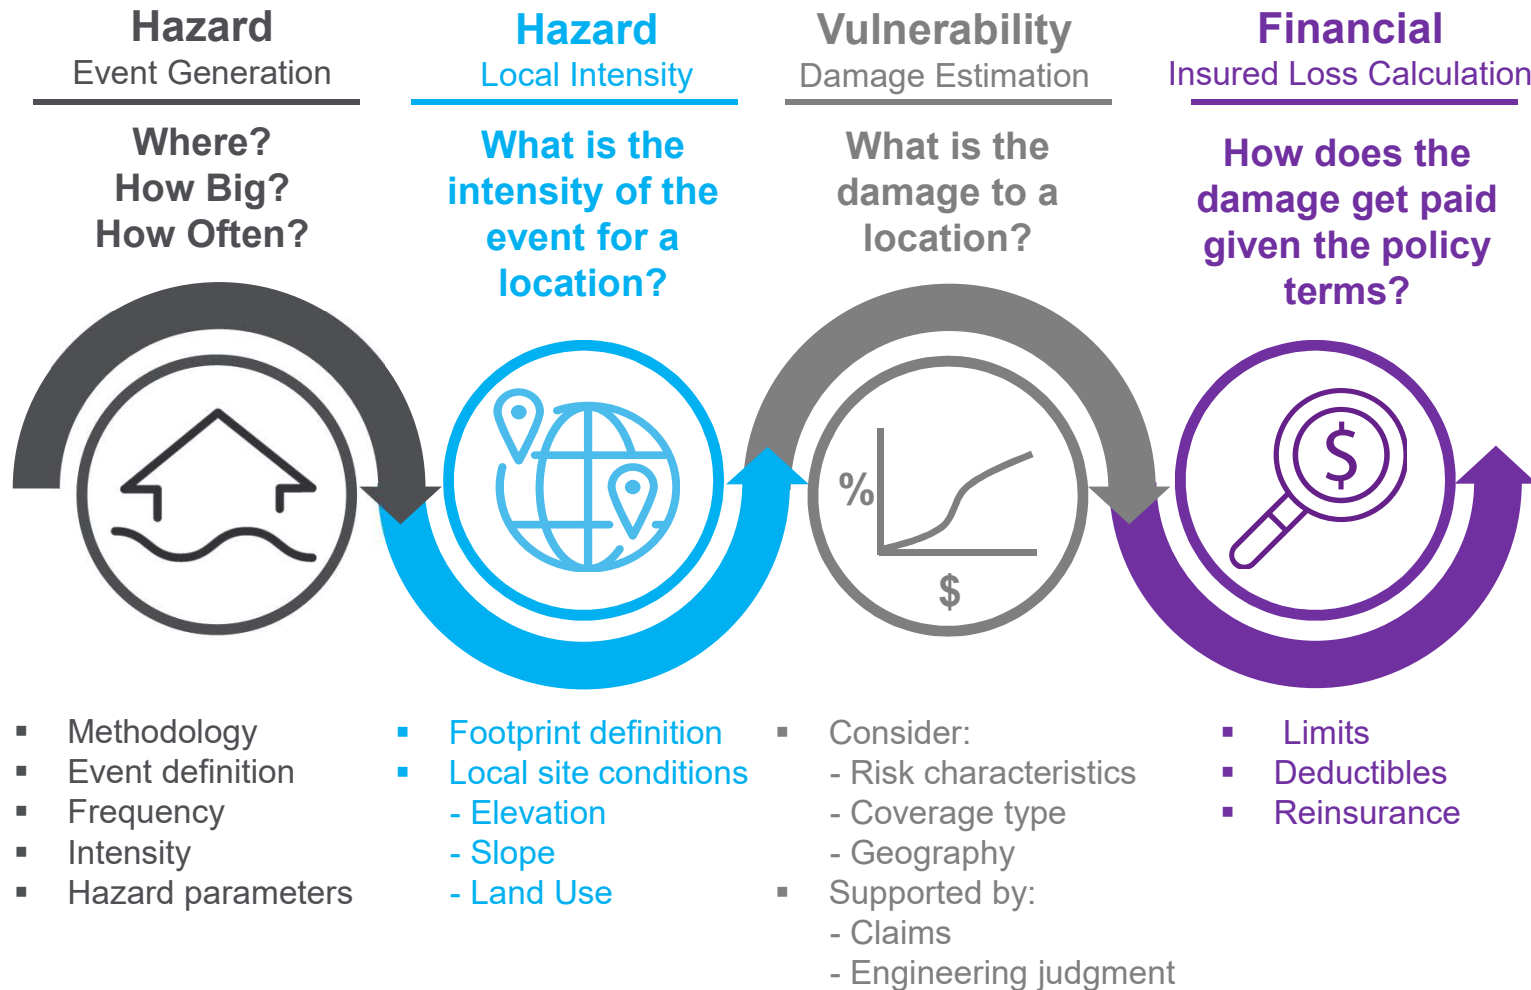 Hazard
Event Generation
Where?
How Big?
How Often?
▪ Methodology
▪ Event definition
▪ Frequency
▪ Intensity
▪ Hazard parameters
Hazard
Local Intensity
What is the
intensity of the
event for a
location?
▪ Footprint definition
▪ Local site conditions
- Elevation
- Slope
- Land Use
Vulnerability
Damage Estimation
What is the
damage to a
location?
%
$
▪ Consider:
- Risk characteristics
- Coverage type
- Geography
▪ Supported by:
- Claims
- Engineering judgment
Financial
Insured Loss Calculation
How does the
damage get paid
given the policy
terms?
$
▪ Limits
▪ Deductibles
▪ Reinsurance